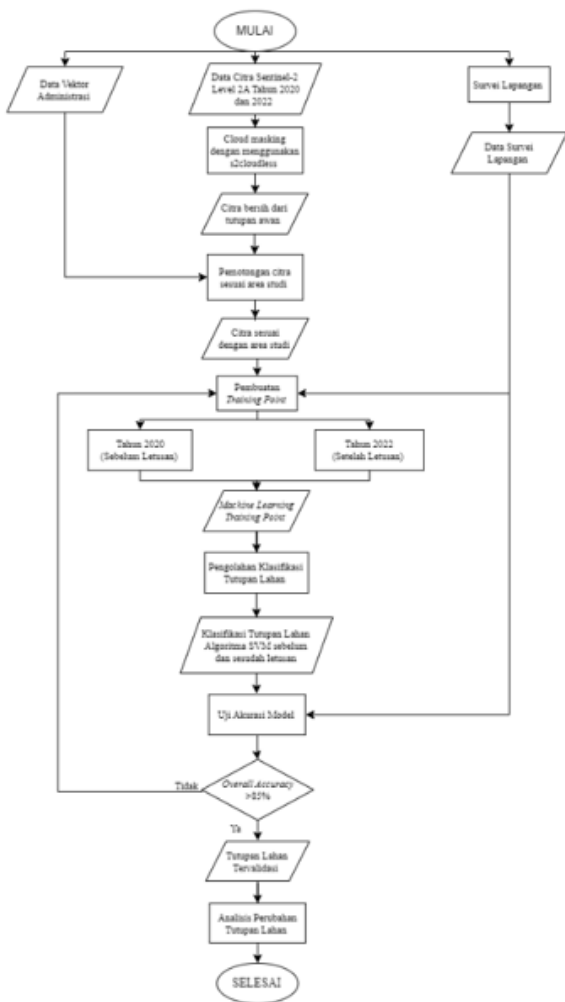 MULAI
Data Vektor
Administrasi
Data Citra Sentinel-2
Level 2A Tahun 2020
dan 2022
Survei Lapangan
Cloud masking
dengan menggunakan
s2cloudless
Data Survei
Lapangan
Citra bersih dari
tutupan awan
Pemotongan citra
sesuai area studi
Citra sesuai
dengan area studi
Pembuatan
Training Point
Tahun 2020
(Sebelum Letusan)
Tahun 2022
(Setelah Letusan)
Machine Learning
Training Point
Pengolahan Klasifikasi
Tutupan Lahan
Klasifikasi Tutupan Lahan
Algoritma SVM sebelum
dan sesudah letusan
Uji Akurasi Model
Tidak
Overall Accuracy
>85%
Ya
Tutupan Lahan
Tervalidasi
Analisis Perubahan
Tutupan Lahan
SELESAI